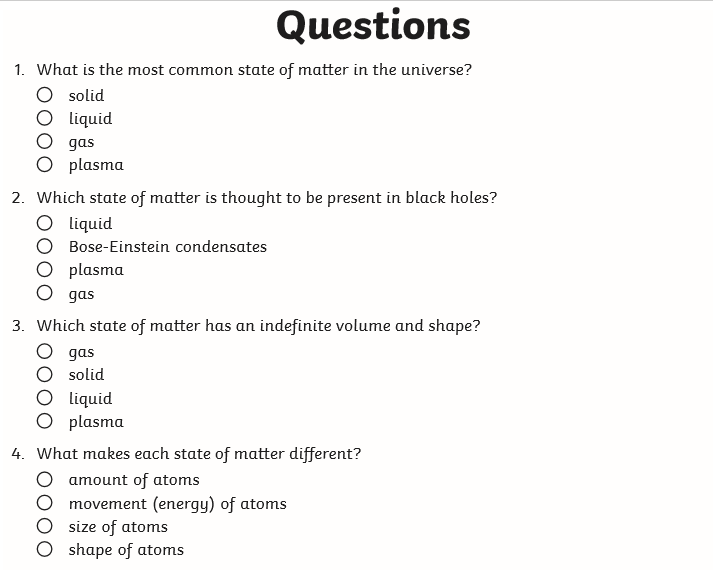 Questions
1. What is the most common state of matter in the universe?
solid
liquid
gas
plasma
2. Which state of matter is thought to be present in black holes?
liquid
Bose-Einstein condensates
plasma
gas
3. Which state of matter has an indefinite volume and shape?
gas
solid
liquid
plasma
4. What makes each state of matter different?
amount of atoms
movement (energy) of atoms
size of atoms
shape of atoms